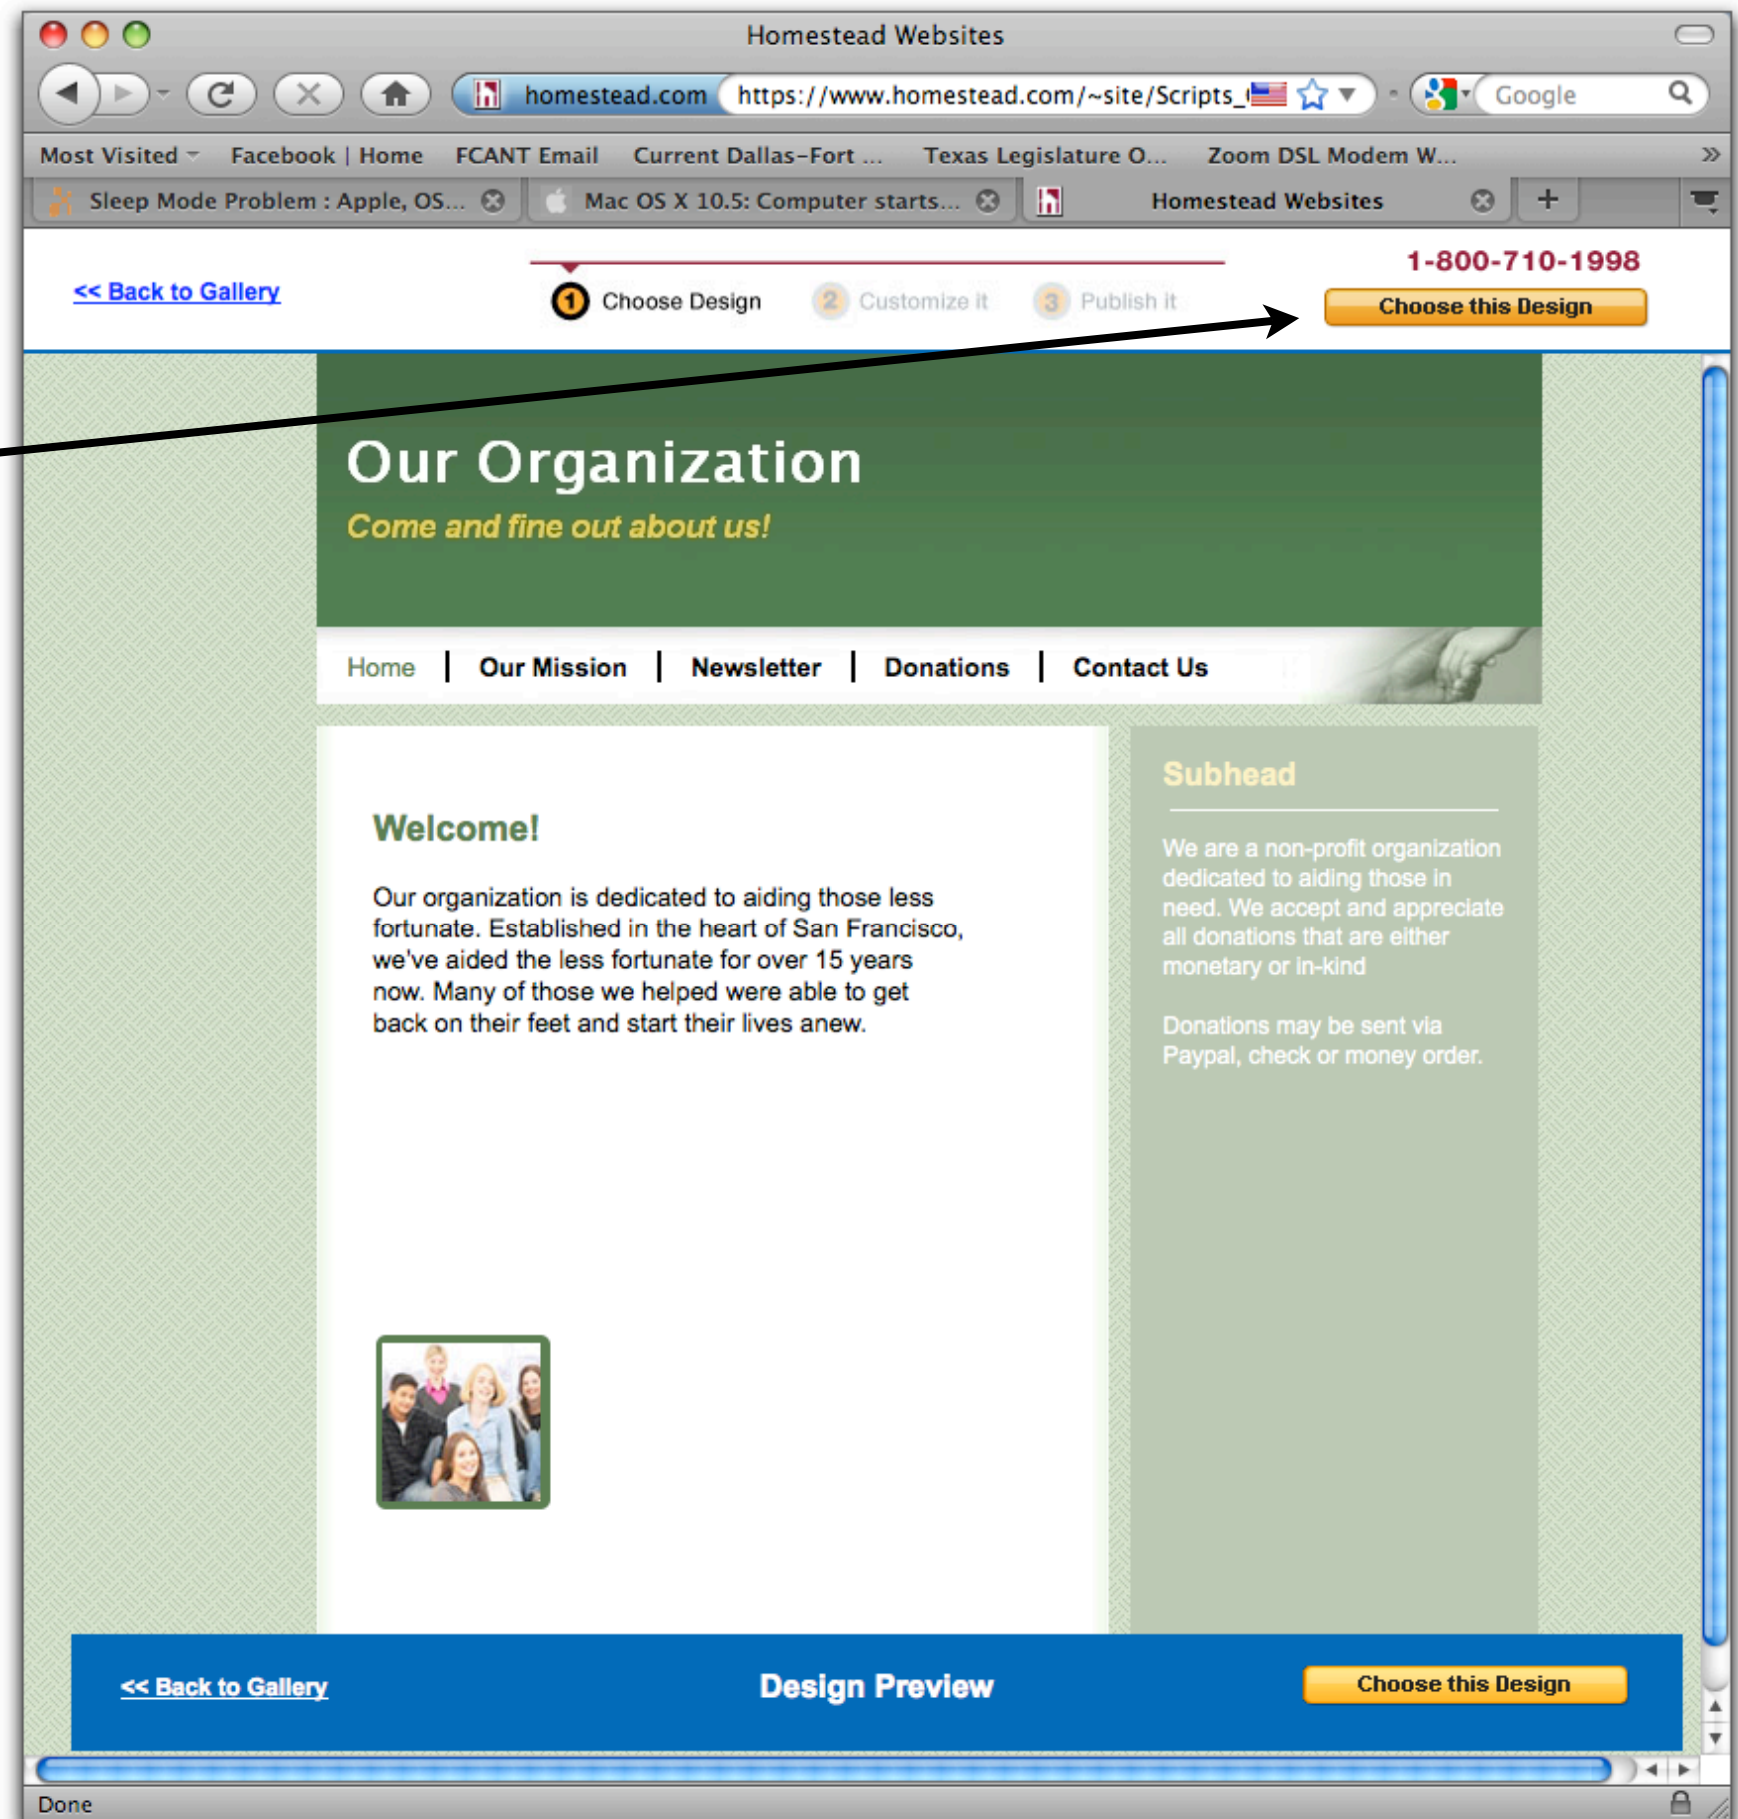 Homestead Websites
homestead.com https://www.homestead.com/~site/Scripts_ Google
Most Visited Facebook | Home FCANT Email Current Dallas-Fort ... Texas Legislature O... Zoom DSL Modem W... »
Sleep Mode Problem : Apple, OS... Mac OS X 10.5: Computer starts... Homestead Websites +
1-800-710-1998
<< Back to Gallery 1 Choose Design 2 Customize it 3 Publish it Choose this Design
Our Organization
Come and fine out about us!
Home | Our Mission | Newsletter | Donations | Contact Us
Welcome!
Our organization is dedicated to aiding those less
fortunate. Established in the heart of San Francisco,
we've aided the less fortunate for over 15 years
now. Many of those we helped were able to get
back on their feet and start their lives anew.
Subhead
We are a non-profit organization
dedicated to aiding those in
need. We accept and appreciate
all donations that are either
monetary or in-kind
Donations may be sent via
Paypal, check or money order.
<< Back to Gallery Design Preview Choose this Design
Done